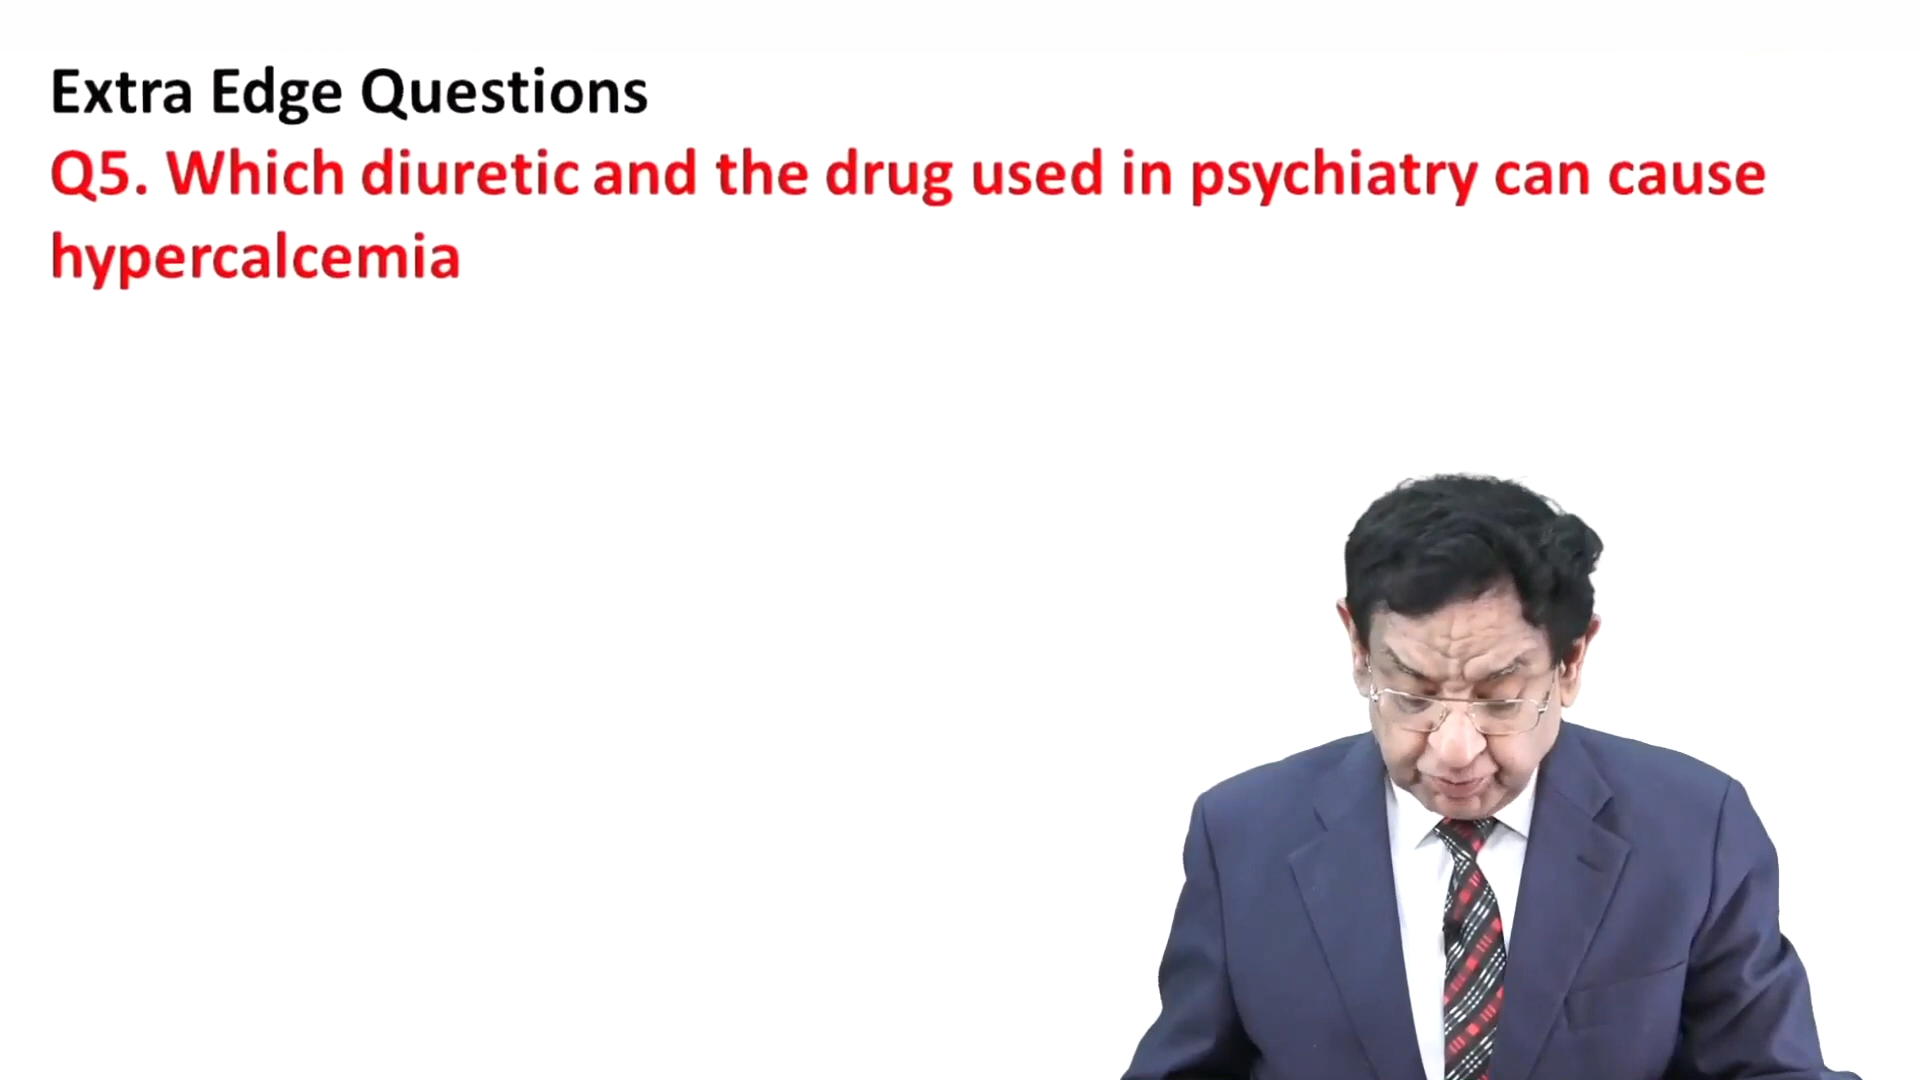 Extra Edge Questions
Q5. Which diuretic and the drug used in psychiatry can cause
hypercalcemia